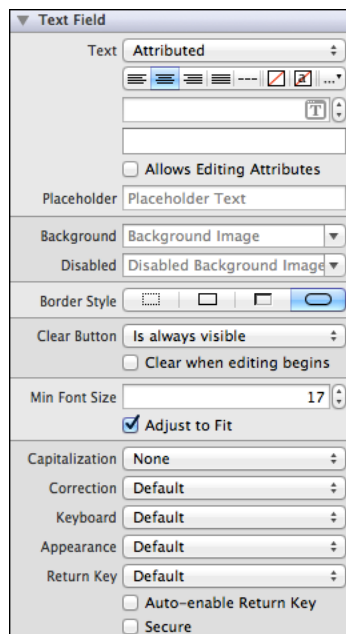 Text Field
Text Attributed
---- a ...
T
Allows Editing Attributes
Placeholder Placeholder Text
Background Background Image
Disabled Disabled Background Image
Border Style
Clear Button Is always visible
Clear when editing begins
Min Font Size 17
Adjust to Fit
Capitalization None
Correction Default
Keyboard Default
Appearance Default
Return Key Default
Auto-enable Return Key
Secure